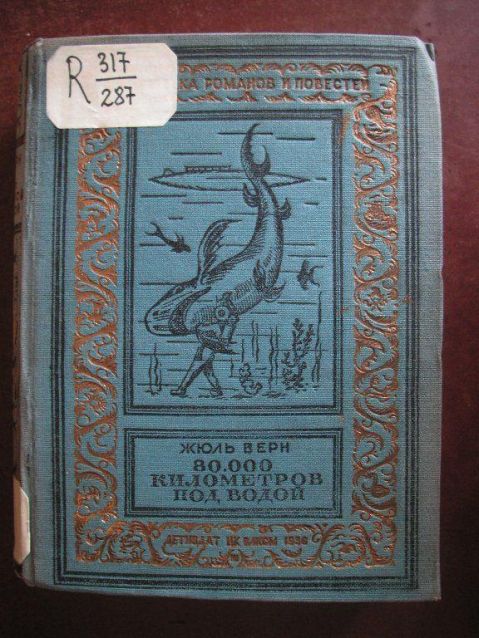 R 317
287
КА РОМАНОВ И ПОВЕСТЕЙ
ЖЮЛЬ ВЕРН
80.000
КИЛОМЕТРОВ
ПОД ВОДОЙ
ДЕТИЗДАТ ЦК ВЛКСМ 1936